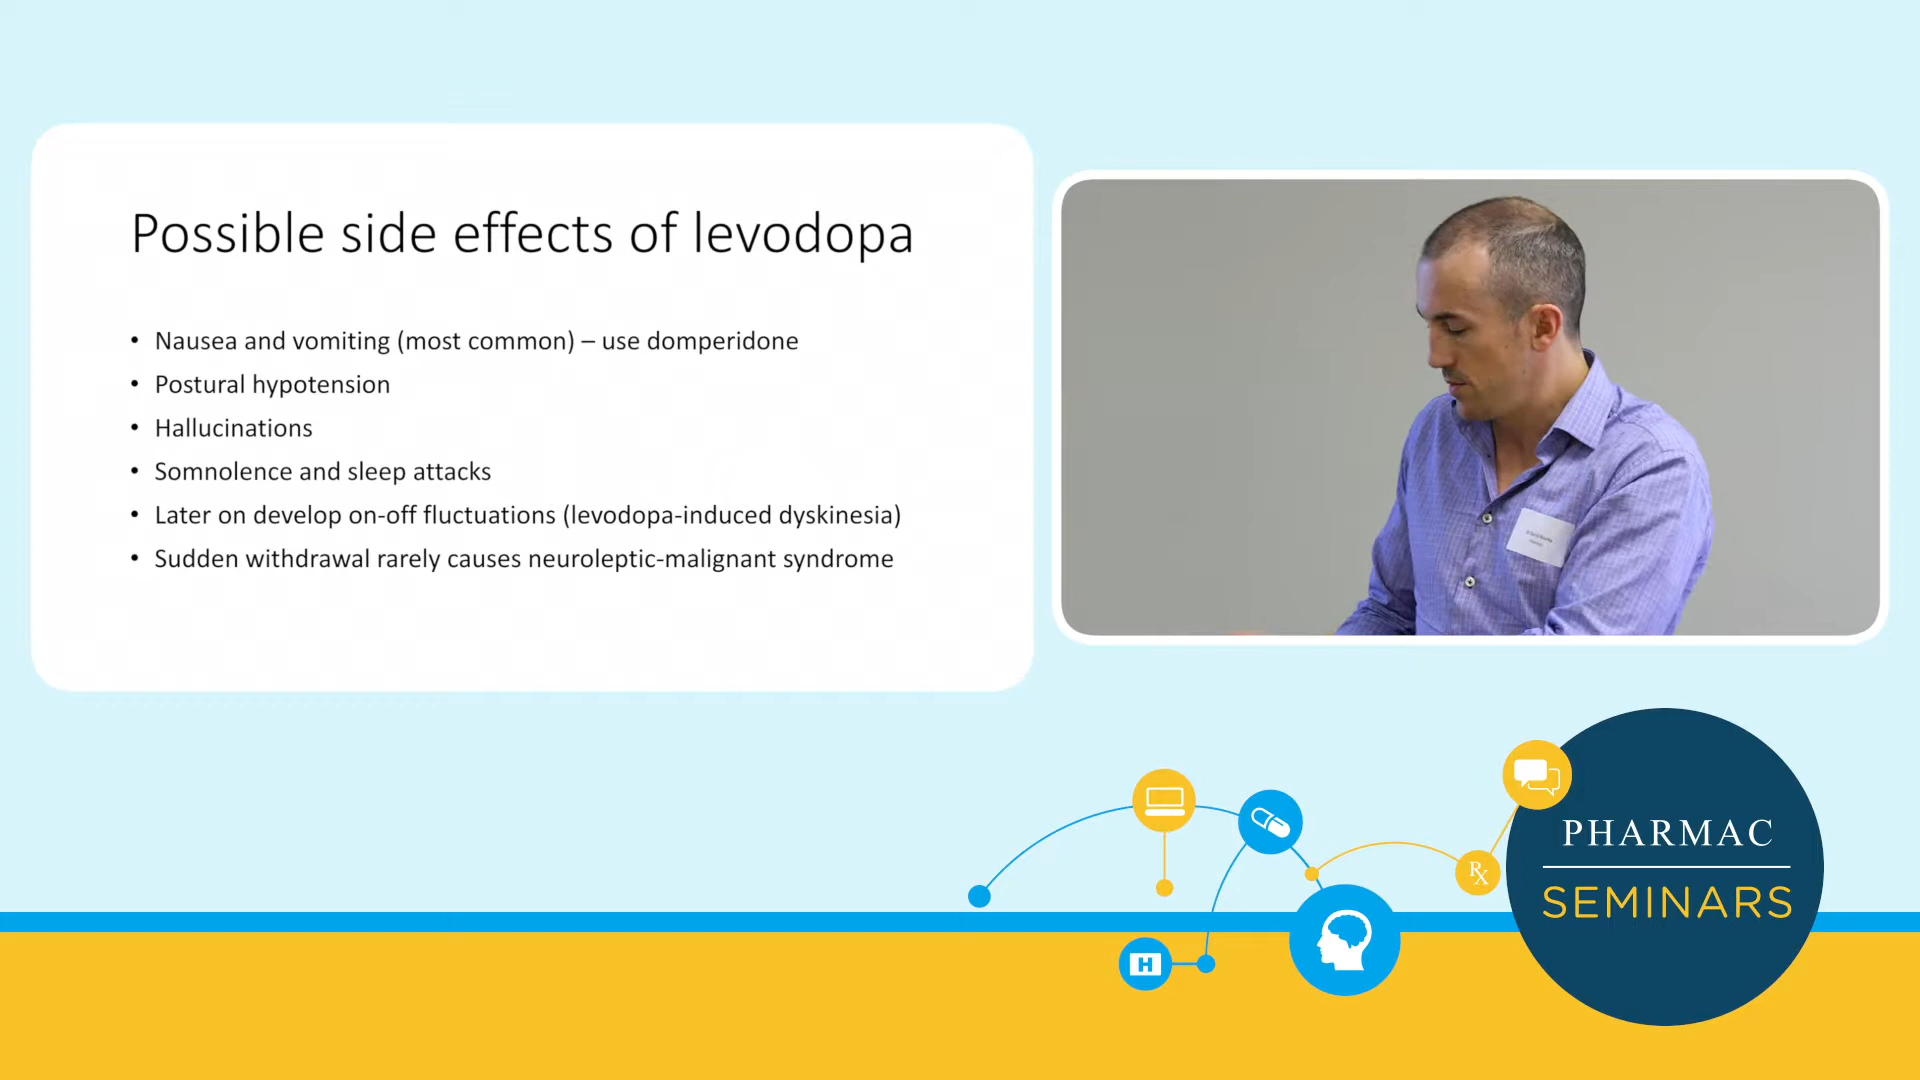 Possible side effects of levodopa
• Nausea and vomiting (most common) – use domperidone
• Postural hypotension
• Hallucinations
• Somnolence and sleep attacks
• Later on develop on-off fluctuations (levodopa-induced dyskinesia)
• Sudden withdrawal rarely causes neuroleptic-malignant syndrome
H
Rx
PHARMAC
SEMINARS